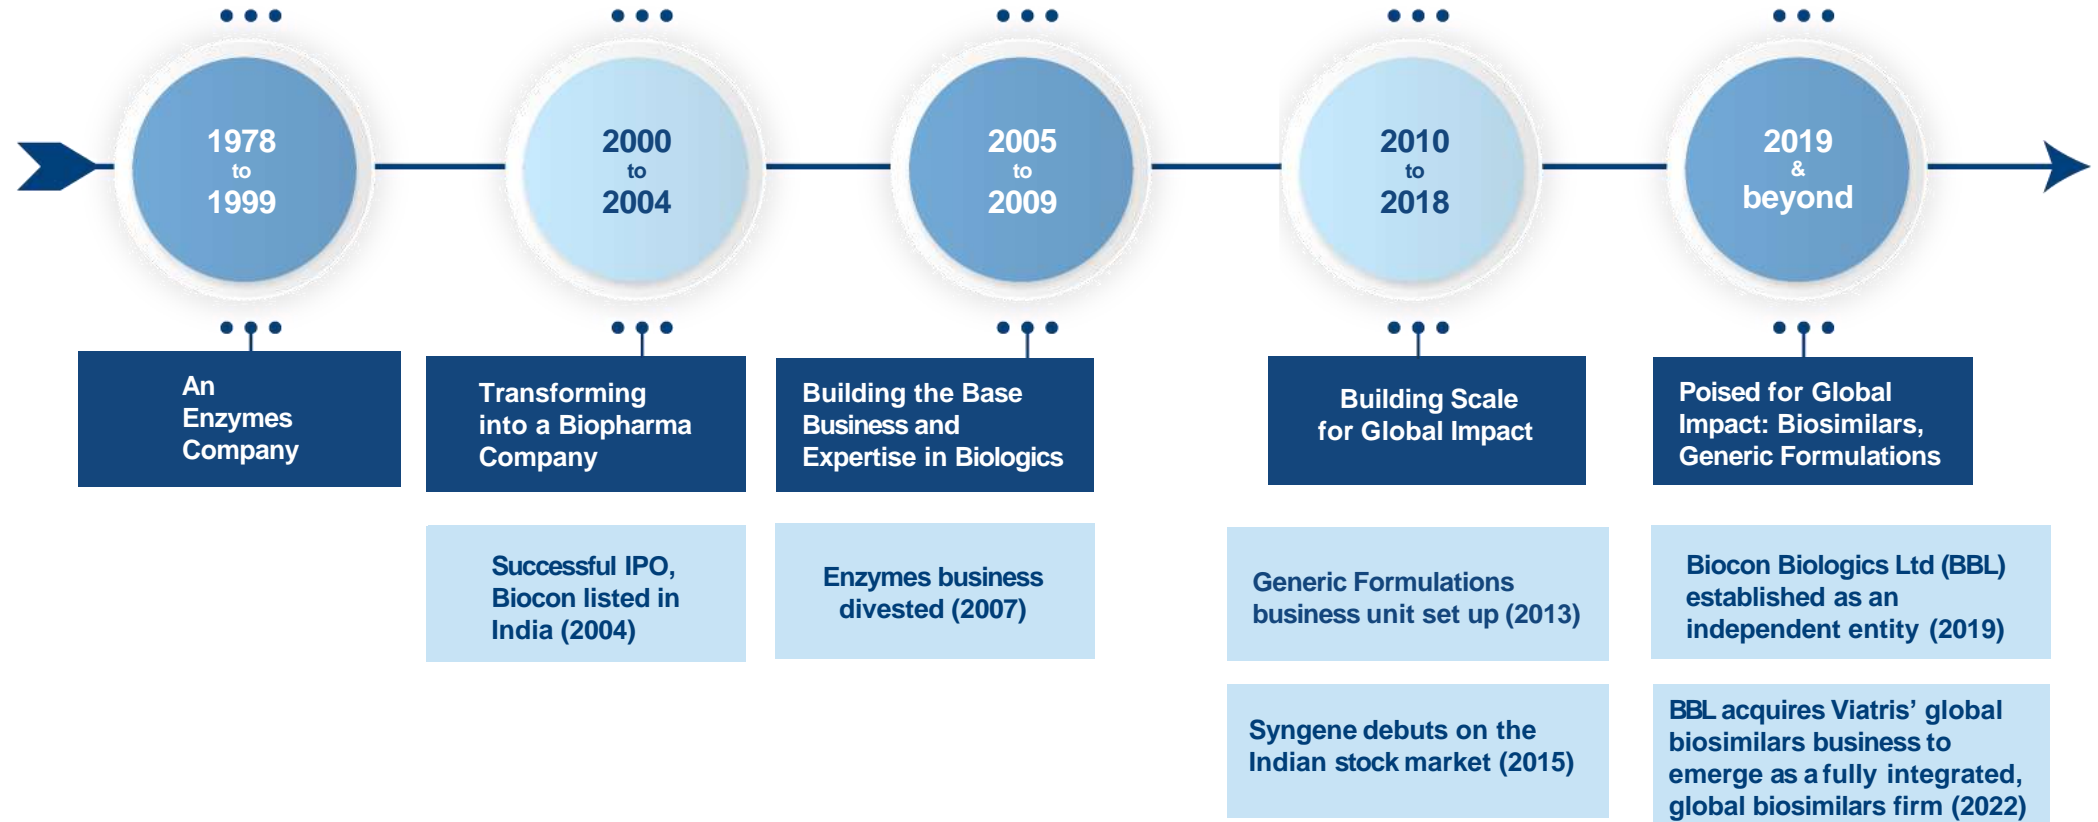 1978
to
1999
2000
to
2004
2005
to
2009
2010
to
2018
2019
&
beyond
An
Enzymes
Company
Transforming
into a Biopharma
Company
Building the Base
Business and
Expertise in Biologics
Building Scale
for Global Impact
Poised for Global
Impact: Biosimilars,
Generic Formulations
Successful IPO,
Biocon listed in
India (2004)
Enzymes business
divested (2007)
Generic Formulations
business unit set up (2013)
Biocon Biologics Ltd (BBL)
established as an
independent entity (2019)
Syngene debuts on the
Indian stock market (2015)
BBL acquires Viatris’ global
biosimilars business to
emerge as a fully integrated,
global biosimilars firm (2022)